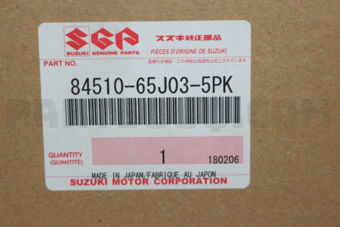 SGP
スズキ純正部品
SUZUKI GENUINE PARTS
PIÈCES D'ORIGINE DE SUZUKI
PART NO.
84510-65J03-5PK
QUANTITY
(QUANTITÉ)
1
180206
MADE IN JAPAN/FABRIQUE AU JAPON
SUZUKI MOTOR CORPORATION